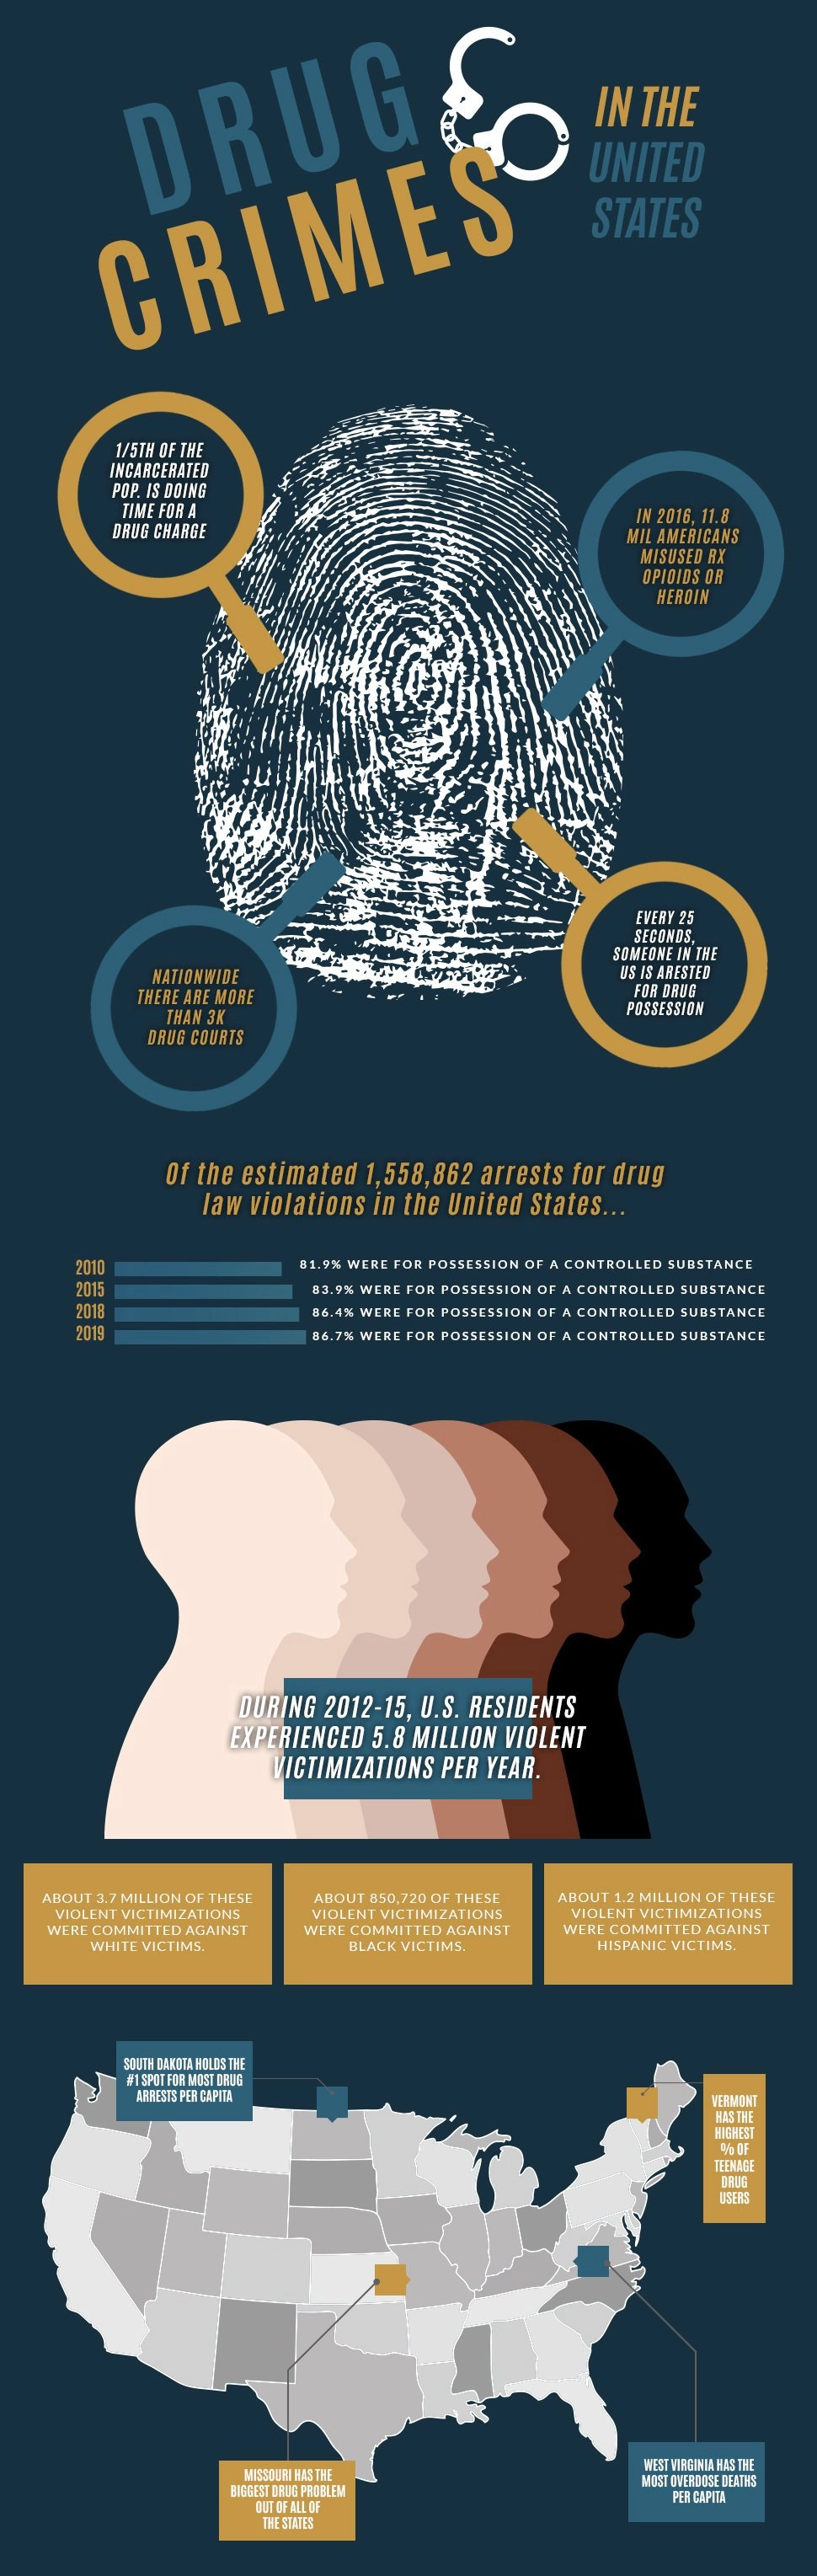 DRUG
CRIMES
IN THE
UNITED
STATES
1/5TH OF THE
INCARCERATED
POP. IS DOING
TIME FOR A
DRUG CHARGE
IN 2016, 11.8
MIL AMERICANS
MISUSED RX
OPIOIDS OR
HEROIN
NATIONWIDE
THERE ARE MORE
THAN 3K
DRUG COURTS
EVERY 25
SECONDS,
SOMEONE IN THE
US IS ARESTED
FOR DRUG
POSSESSION
Of the estimated 1,558,862 arrests for drug
law violations in the United States...
2010 81.9% WERE FOR POSSESSION OF A CONTROLLED SUBSTANCE
2015 83.9% WERE FOR POSSESSION OF A CONTROLLED SUBSTANCE
2018 86.4% WERE FOR POSSESSION OF A CONTROLLED SUBSTANCE
2019 86.7% WERE FOR POSSESSION OF A CONTROLLED SUBSTANCE
DURING 2012-15, U.S. RESIDENTS
EXPERIENCED 5.8 MILLION VIOLENT
VICTIMIZATIONS PER YEAR.
ABOUT 3.7 MILLION OF THESE
VIOLENT VICTIMIZATIONS
WERE COMMITTED AGAINST
WHITE VICTIMS.
ABOUT 850,720 OF THESE
VIOLENT VICTIMIZATIONS
WERE COMMITTED AGAINST
BLACK VICTIMS.
ABOUT 1.2 MILLION OF THESE
VIOLENT VICTIMIZATIONS
WERE COMMITTED AGAINST
HISPANIC VICTIMS.
SOUTH DAKOTA HOLDS THE
#1 SPOT FOR MOST DRUG
ARRESTS PER CAPITA
VERMONT
HAS THE
HIGHEST
% OF
TEENAGE
DRUG
USERS
MISSOURI HAS THE
BIGGEST DRUG PROBLEM
OUT OF ALL OF
THE STATES
WEST VIRGINIA HAS THE
MOST OVERDOSE DEATHS
PER CAPITA